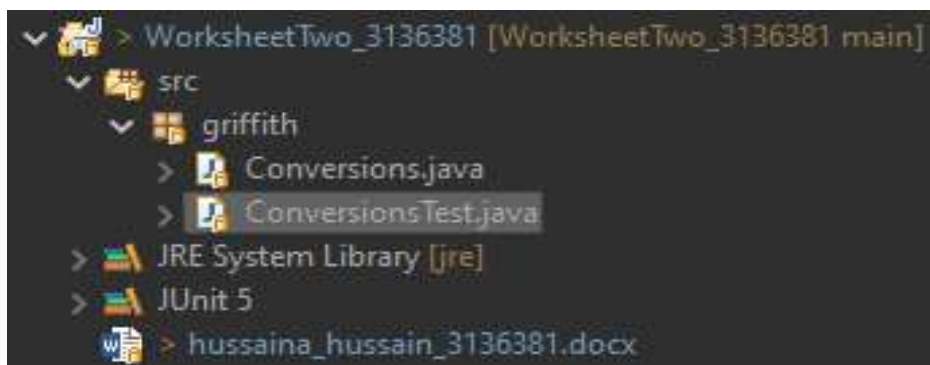 > WorksheetTwo_3136381 [WorksheetTwo_3136381 main]
src
griffith
Conversions.java
ConversionsTest.java
JRE System Library [jre]
JUnit 5
> hussaina_hussain_3136381.docx